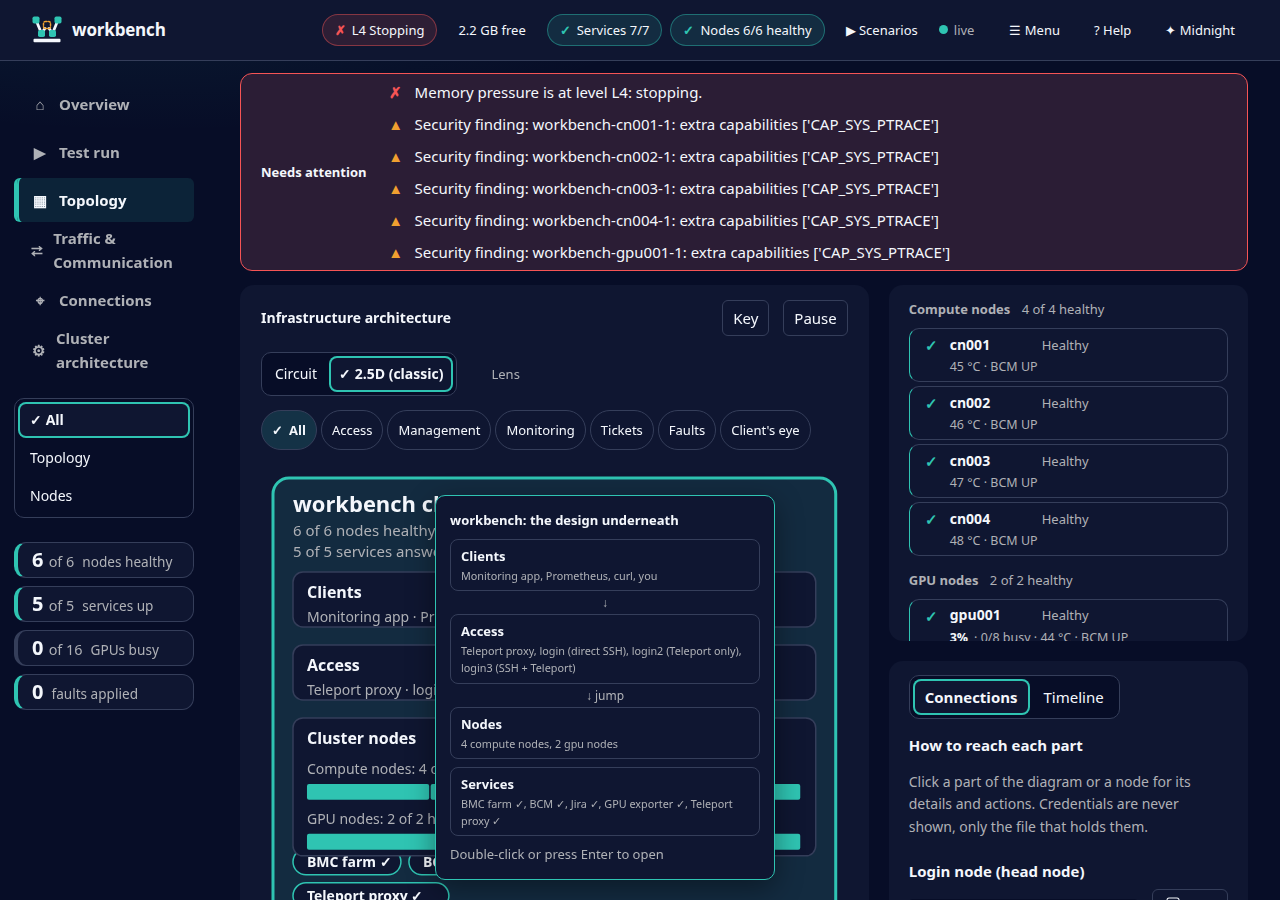 workbench
✗ L4 Stopping
2.2 GB free
✓ Services 7/7
✓ Nodes 6/6 healthy
▶ Scenarios
live
☰ Menu
? Help
✦ Midnight
Overview
Test run
Topology
Traffic &
Communication
Connections
Cluster
architecture
✓ All
Topology
Nodes
6 of 6 nodes healthy
5 of 5 services up
0 of 16 GPUs busy
0 faults applied
Needs attention
✗ Memory pressure is at level L4: stopping.
▲ Security finding: workbench-cn001-1: extra capabilities ['CAP_SYS_PTRACE']
▲ Security finding: workbench-cn002-1: extra capabilities ['CAP_SYS_PTRACE']
▲ Security finding: workbench-cn003-1: extra capabilities ['CAP_SYS_PTRACE']
▲ Security finding: workbench-cn004-1: extra capabilities ['CAP_SYS_PTRACE']
▲ Security finding: workbench-gpu001-1: extra capabilities ['CAP_SYS_PTRACE']
Infrastructure architecture
Key
Pause
Circuit
✓ 2.5D (classic)
Lens
✓ All
Access
Management
Monitoring
Tickets
Faults
Client's eye
workbench
6 of 6 nodes healthy
5 of 5 services
Clients
Monitoring app ·
Access
Teleport proxy ·
Cluster nodes
Compute nodes: 4
GPU nodes: 2 of 2
BMC farm ✓
Teleport proxy ✓
workbench: the design underneath
Clients
Monitoring app, Prometheus, curl, you
↓
Access
Teleport proxy, login (direct SSH), login2 (Teleport only),
login3 (SSH + Teleport)
↓ jump
Nodes
4 compute nodes, 2 gpu nodes
Services
BMC farm ✓, BCM ✓, Jira ✓, GPU exporter ✓, Teleport
proxy ✓
Double-click or press Enter to open
Compute nodes 4 of 4 healthy
✓ cn001 Healthy
45 °C · BCM UP
✓ cn002 Healthy
46 °C · BCM UP
✓ cn003 Healthy
47 °C · BCM UP
✓ cn004 Healthy
48 °C · BCM UP
GPU nodes 2 of 2 healthy
✓ gpu001 Healthy
3% · 0/8 busy · 44 °C · BCM UP
Connections
Timeline
How to reach each part
Click a part of the diagram or a node for its
details and actions. Credentials are never
shown, only the file that holds them.
Login node (head node)